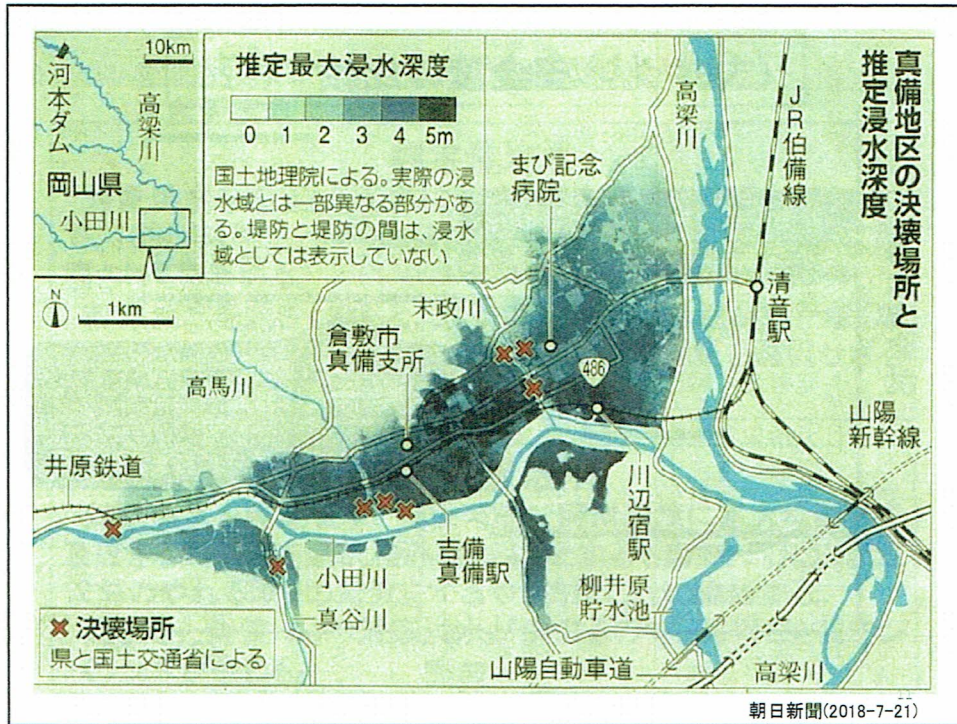 真備地区の決壊場所と
推定浸水深度
10km
河本ダム
高梁川
岡山県
小田川
推定最大浸水深度
0 1 2 3 4 5m
国土地理院による。実際の浸
水域とは一部異なる部分があ
る。堤防と堤防の間は、浸水
域としては表示していない
N
1km
高梁川
JR伯備線
まび記念
病院
清音駅
末政川
倉敷市
真備支所
高馬川
486
山陽
新幹線
井原鉄道
川辺宿駅
吉備
真備駅
小田川
真谷川
柳井原
貯水池
決壊場所
県と国土交通省による
山陽自動車道
高梁川
朝日新聞(2018-7-21)